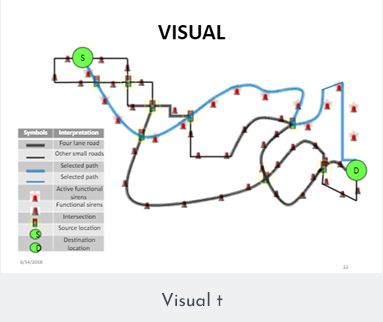 VISUAL
S
D
Symbols Interpretation
Four lane road
Other small roads
Selected path
Selected path
Active functional
sirens
Functional sirens
Intersection
S Source location
D Destination
location
6/14/2018
22
Visual t